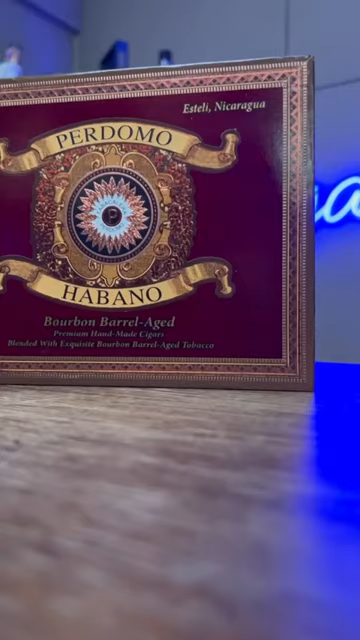 Esteli, Nicaragua
PERDOMO
HABANO
Bourbon Barrel-Aged
Premium Hand-Made Cigars
Blended With Exquisite Bourbon Barrel-Aged Tobacco